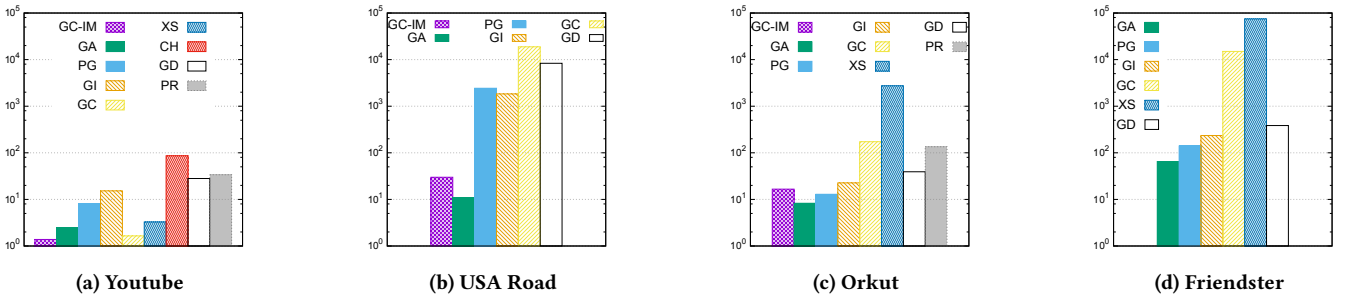 10^5
10^4
10^3
10^2
10^1
10^0
GC-IM XS
GA CH
PG GD
GI PR
GC
(a) Youtube
10^5
10^4
10^3
10^2
10^1
10^0
GC-IM PG GC
GA GI GD
(b) USA Road
10^5
10^4
10^3
10^2
10^1
10^0
GC-IM GI PR
GA GC
PG XS
GD
(c) Orkut
10^5
10^4
10^3
10^2
10^1
10^0
GA
PG
GI
GC
XS
GD
(d) Friendster